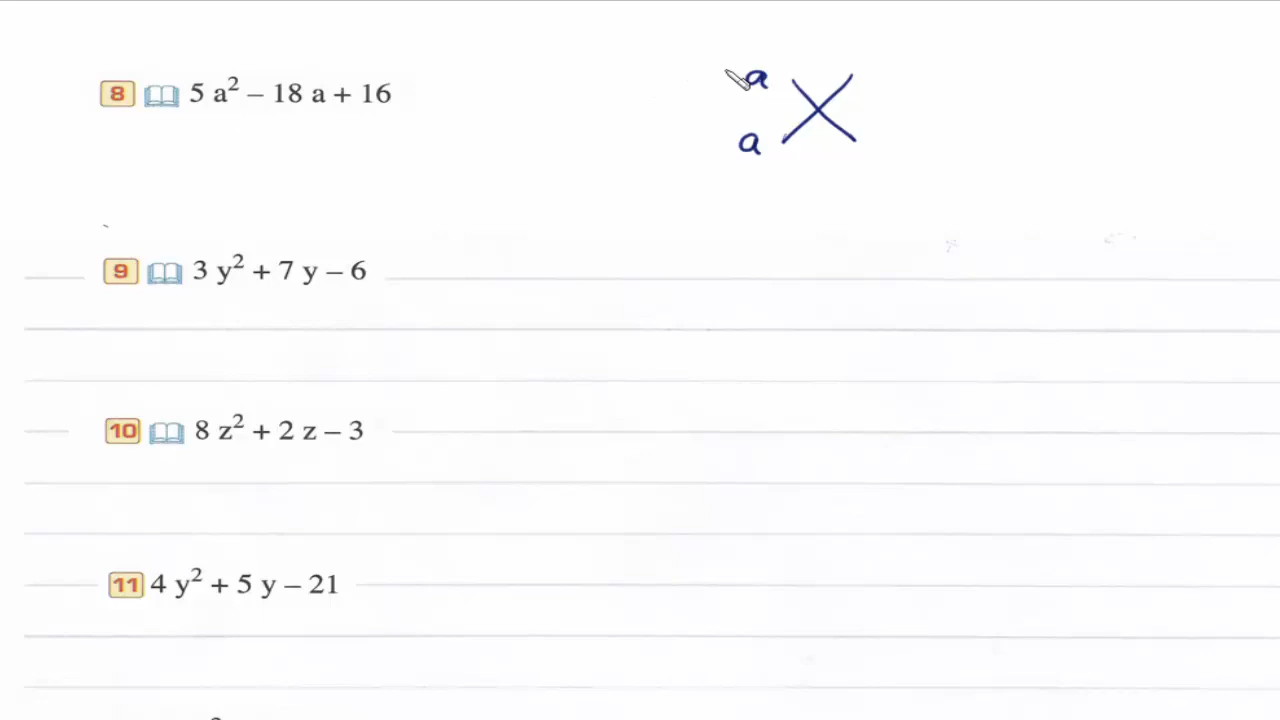 8 5 a² – 18 a + 16
a
a
9 3 y² + 7 y – 6
10 8 z² + 2 z – 3
11 4 y² + 5 y – 21